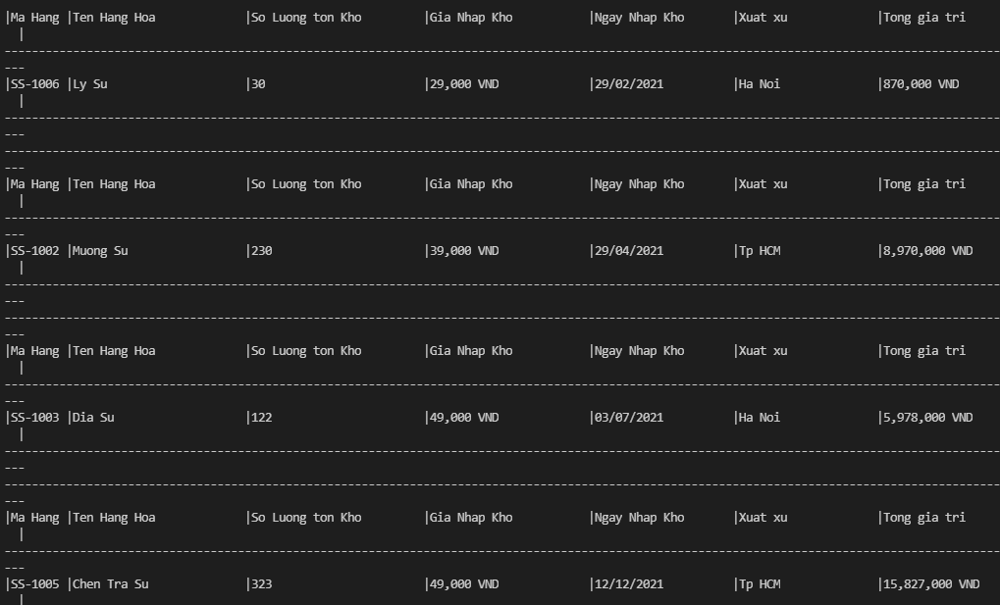 |Ma Hang |Ten Hang Hoa |So Luong ton Kho |Gia Nhap Kho |Ngay Nhap Kho |Xuat xu |Tong gia tri
|
---
|SS-1006 |Ly Su |30 |29,000 VND |29/02/2021 |Ha Noi |870,000 VND
|
---
---
|Ma Hang |Ten Hang Hoa |So Luong ton Kho |Gia Nhap Kho |Ngay Nhap Kho |Xuat xu |Tong gia tri
|
---
|SS-1002 |Muong Su |230 |39,000 VND |29/04/2021 |Tp HCM |8,970,000 VND
|
---
---
|Ma Hang |Ten Hang Hoa |So Luong ton Kho |Gia Nhap Kho |Ngay Nhap Kho |Xuat xu |Tong gia tri
|
---
|SS-1003 |Dia Su |122 |49,000 VND |03/07/2021 |Ha Noi |5,978,000 VND
|
---
---
|Ma Hang |Ten Hang Hoa |So Luong ton Kho |Gia Nhap Kho |Ngay Nhap Kho |Xuat xu |Tong gia tri
|
---
|SS-1005 |Chen Tra Su |323 |49,000 VND |12/12/2021 |Tp HCM |15,827,000 VND
|